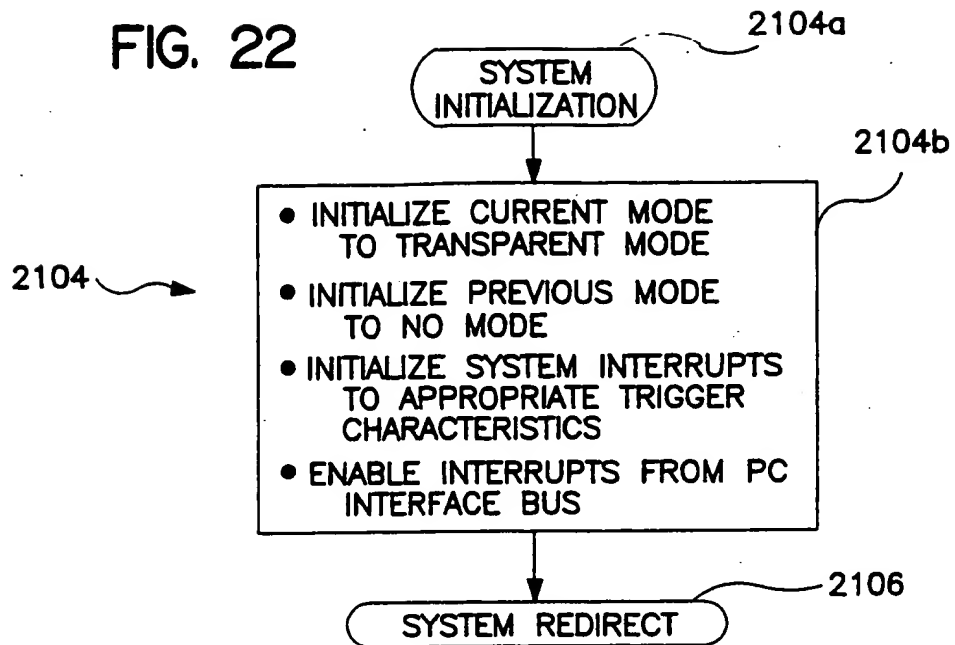 FIG. 22
2104a
SYSTEM
INITIALIZATION
2104b
● INITIALIZE CURRENT MODE
TO TRANSPARENT MODE
2104
● INITIALIZE PREVIOUS MODE
TO NO MODE
● INITIALIZE SYSTEM INTERRUPTS
TO APPROPRIATE TRIGGER
CHARACTERISTICS
● ENABLE INTERRUPTS FROM PC
INTERFACE BUS
2106
SYSTEM REDIRECT